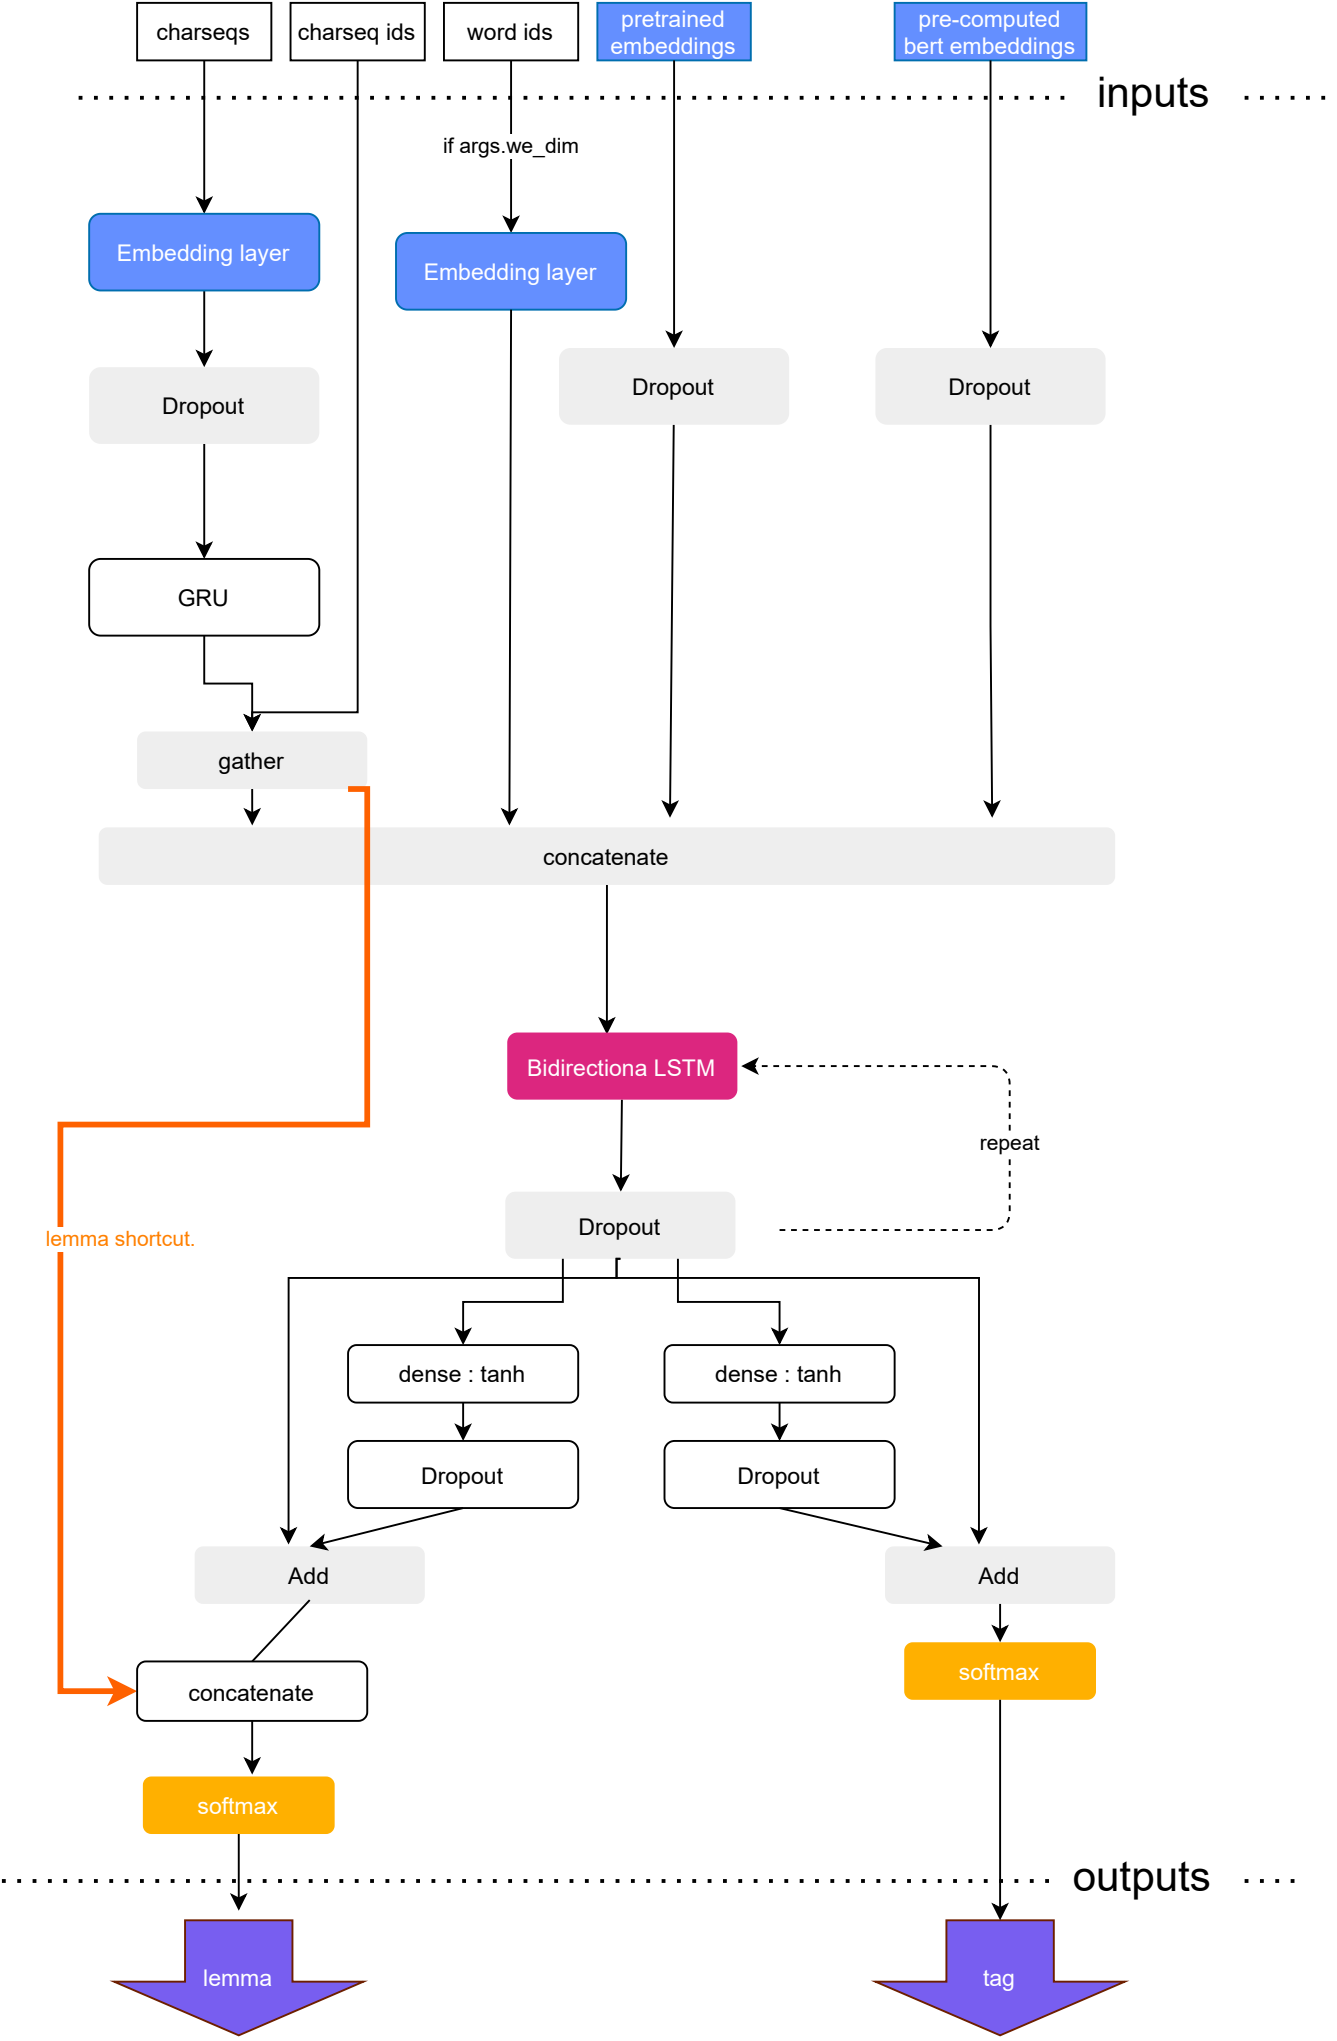 charseqs
charseq ids
word ids
pretrained
embeddings
pre-computed
bert embeddings
inputs
if args.we_dim
Embedding layer
Embedding layer
Dropout
Dropout
Dropout
GRU
gather
concatenate
Bidirectiona LSTM
repeat
Dropout
lemma shortcut.
dense : tanh
dense : tanh
Dropout
Dropout
Add
Add
softmax
concatenate
softmax
outputs
lemma
tag